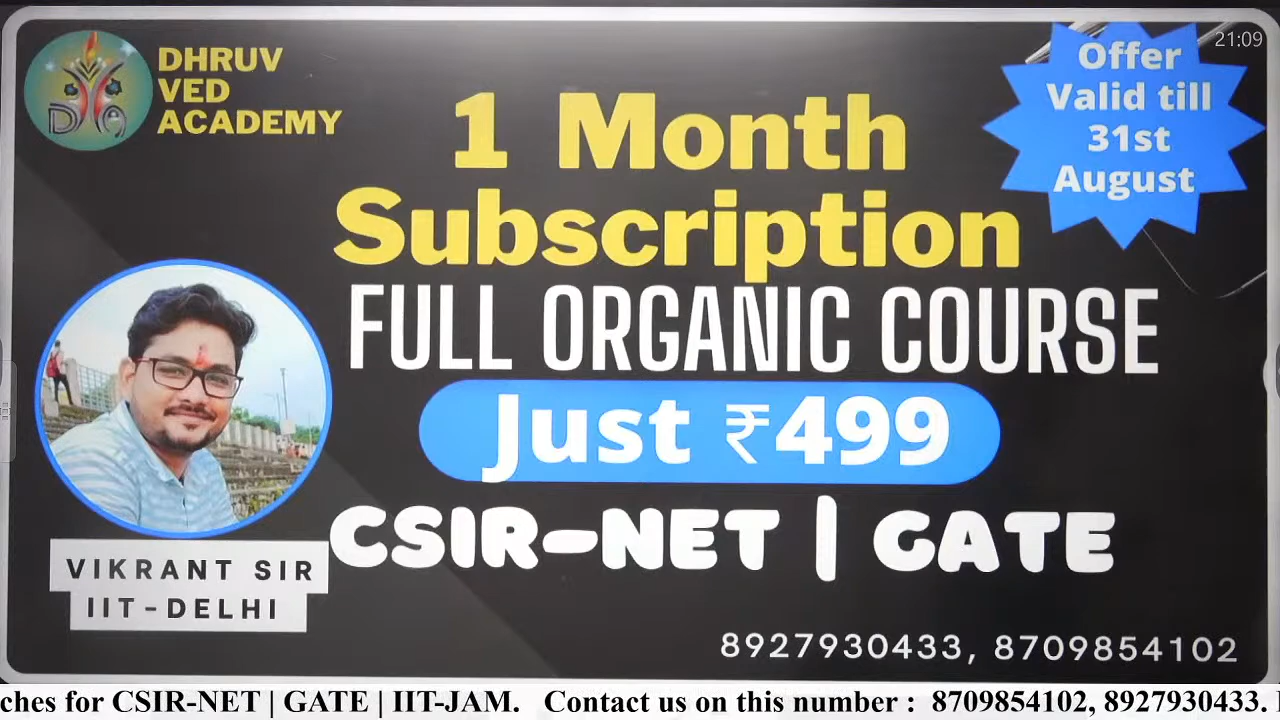 DHRUV
VED
ACADEMY
1 Month
Subscription
FULL ORGANIC COURSE
Just ₹499
CSIR-NET | GATE
Offer
Valid till
31st
August
21:09
VIKRANT SIR
IIT-DELHI
8927930433, 8709854102
ches for CSIR-NET | GATE | IIT-JAM. Contact us on this number : 8709854102, 8927930433.